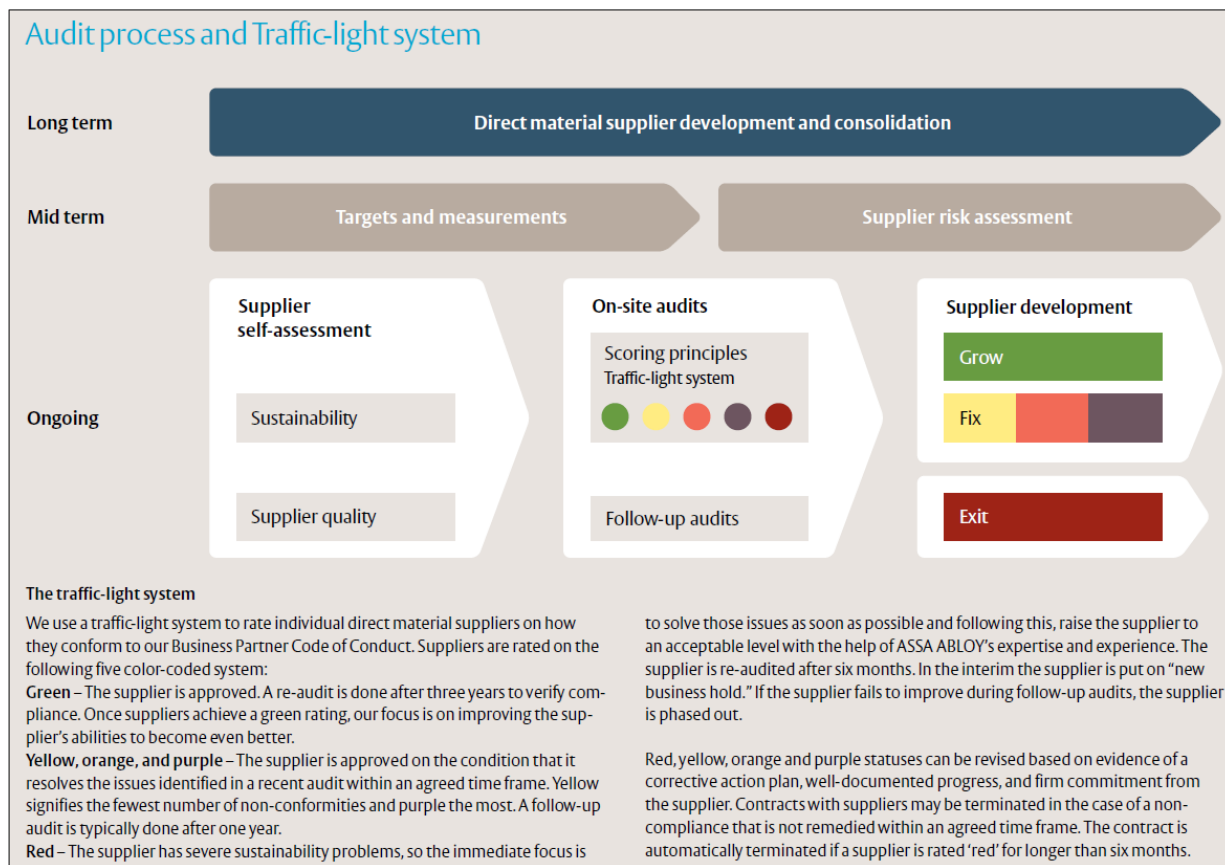 Audit process and Traffic-light system
Long term
Direct material supplier development and consolidation
Mid term
Targets and measurements
Supplier risk assessment
Ongoing
Supplier
self-assessment
Sustainability
Supplier quality
On-site audits
Scoring principles
Traffic-light system
Follow-up audits
Supplier development
Grow
Fix
Exit
The traffic-light system
We use a traffic-light system to rate individual direct material suppliers on how
they conform to our Business Partner Code of Conduct. Suppliers are rated on the
following five color-coded system:
Green – The supplier is approved. A re-audit is done after three years to verify com-
pliance. Once suppliers achieve a green rating, our focus is on improving the sup-
plier's abilities to become even better.
Yellow, orange, and purple – The supplier is approved on the condition that it
resolves the issues identified in a recent audit within an agreed time frame. Yellow
signifies the fewest number of non-conformities and purple the most. A follow-up
audit is typically done after one year.
Red – The supplier has severe sustainability problems, so the immediate focus is
to solve those issues as soon as possible and following this, raise the supplier to
an acceptable level with the help of ASSA ABLOY's expertise and experience. The
supplier is re-audited after six months. In the interim the supplier is put on “new
business hold.” If the supplier fails to improve during follow-up audits, the supplier
is phased out.
Red, yellow, orange and purple statuses can be revised based on evidence of a
corrective action plan, well-documented progress, and firm commitment from
the supplier. Contracts with suppliers may be terminated in the case of a non-
compliance that is not remedied within an agreed time frame. The contract is
automatically terminated if a supplier is rated ‘red’ for longer than six months.